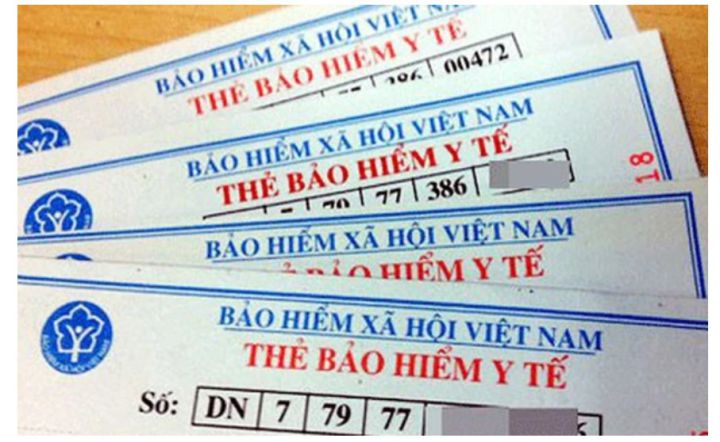 BẢO HIỂM XÃ HỘI VIỆT NAM
THẺ BẢO HIỂM Y TẾ
386 00472
BẢO HIỂM XÃ HỘI VIỆT NAM
THẺ BẢO HIỂM Y TẾ
7 79 77 386
18
BẢO HIỂM XÃ HỘI VIỆT NAM
BẢO HIỂM Y TẾ
BẢO HIỂM XÃ HỘI VIỆT NAM
THẺ BẢO HIỂM Y TẾ
Số: DN 7 79 77